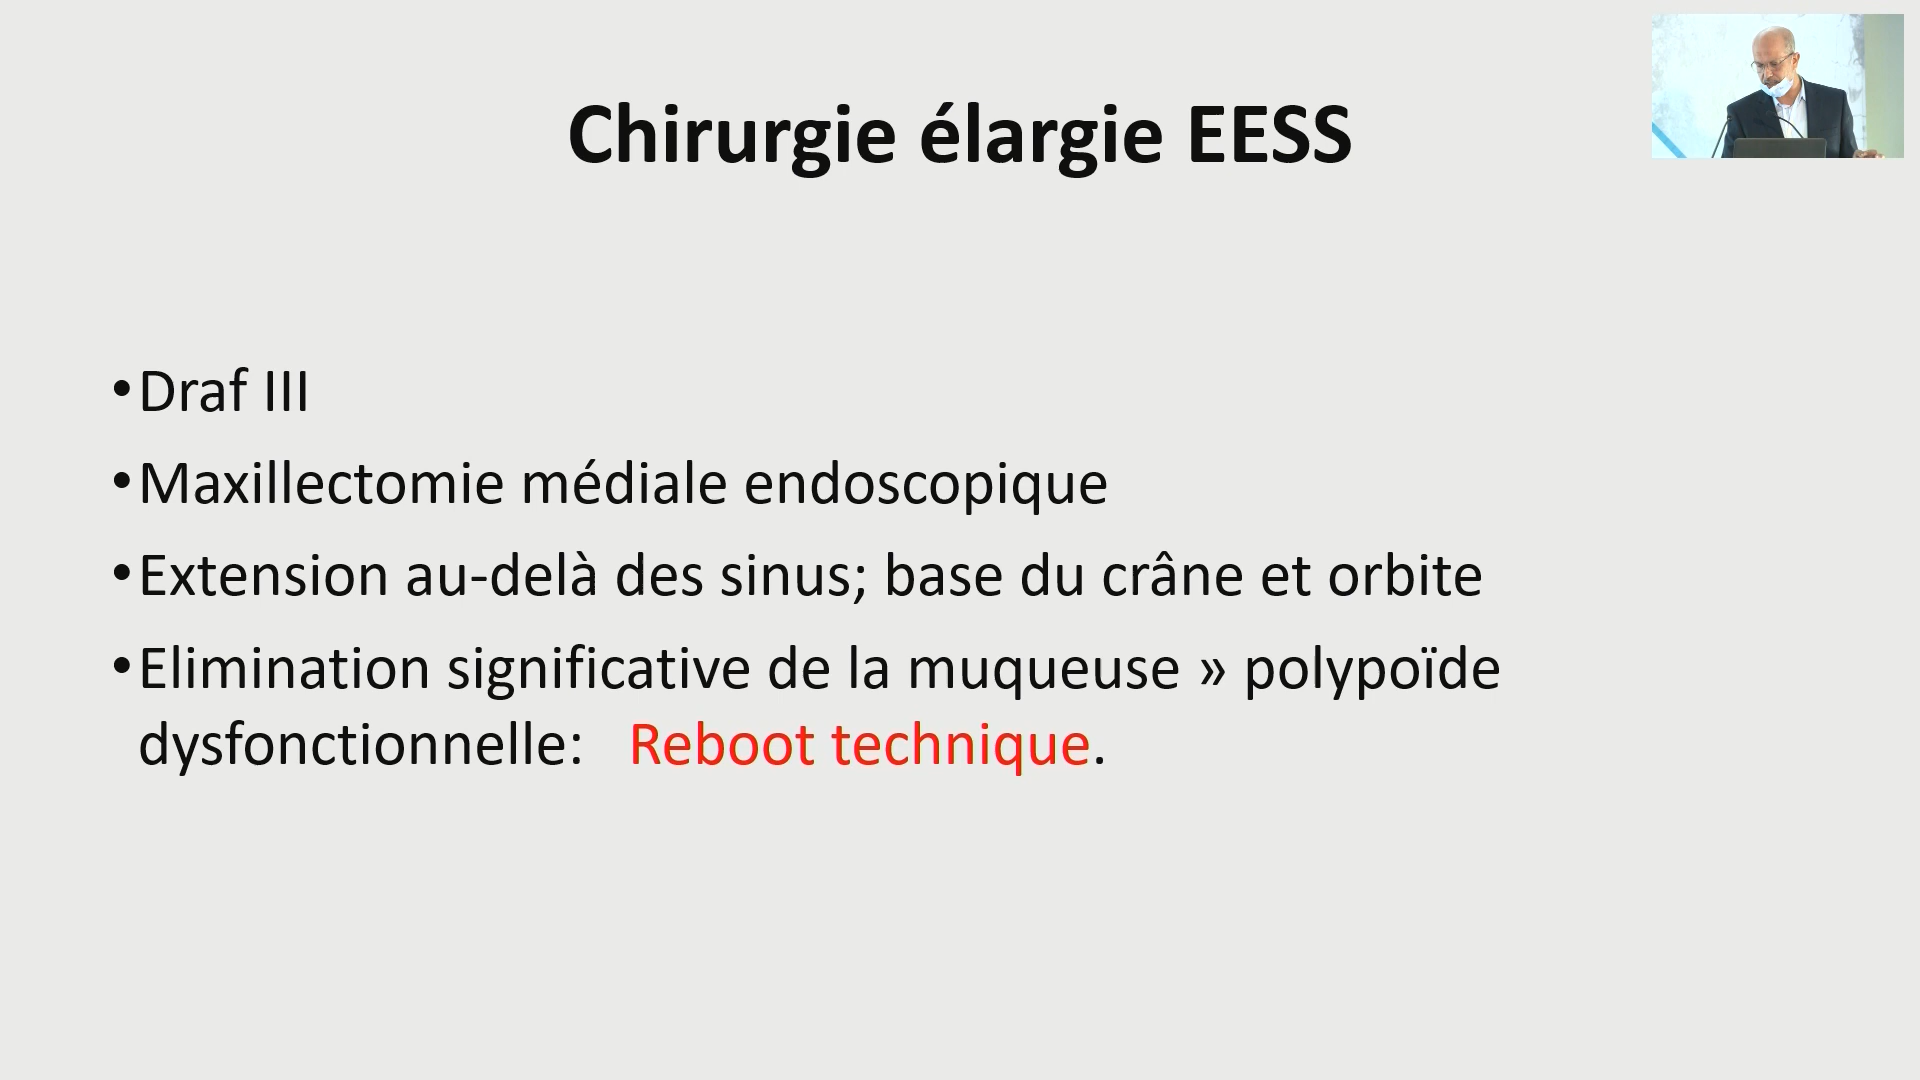 Chirurgie élargie EESS
•Draf III
•Maxillectomie médiale endoscopique
•Extension au-delà des sinus; base du crâne et orbite
•Elimination significative de la muqueuse » polypoïde
dysfonctionnelle: Reboot technique.